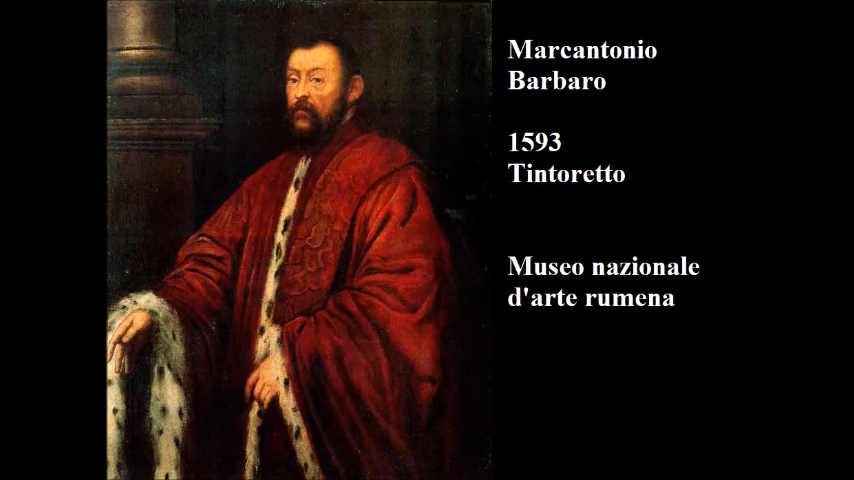 Marcantonio
Barbaro
1593
Tintoretto
Museo nazionale
d'arte rumena